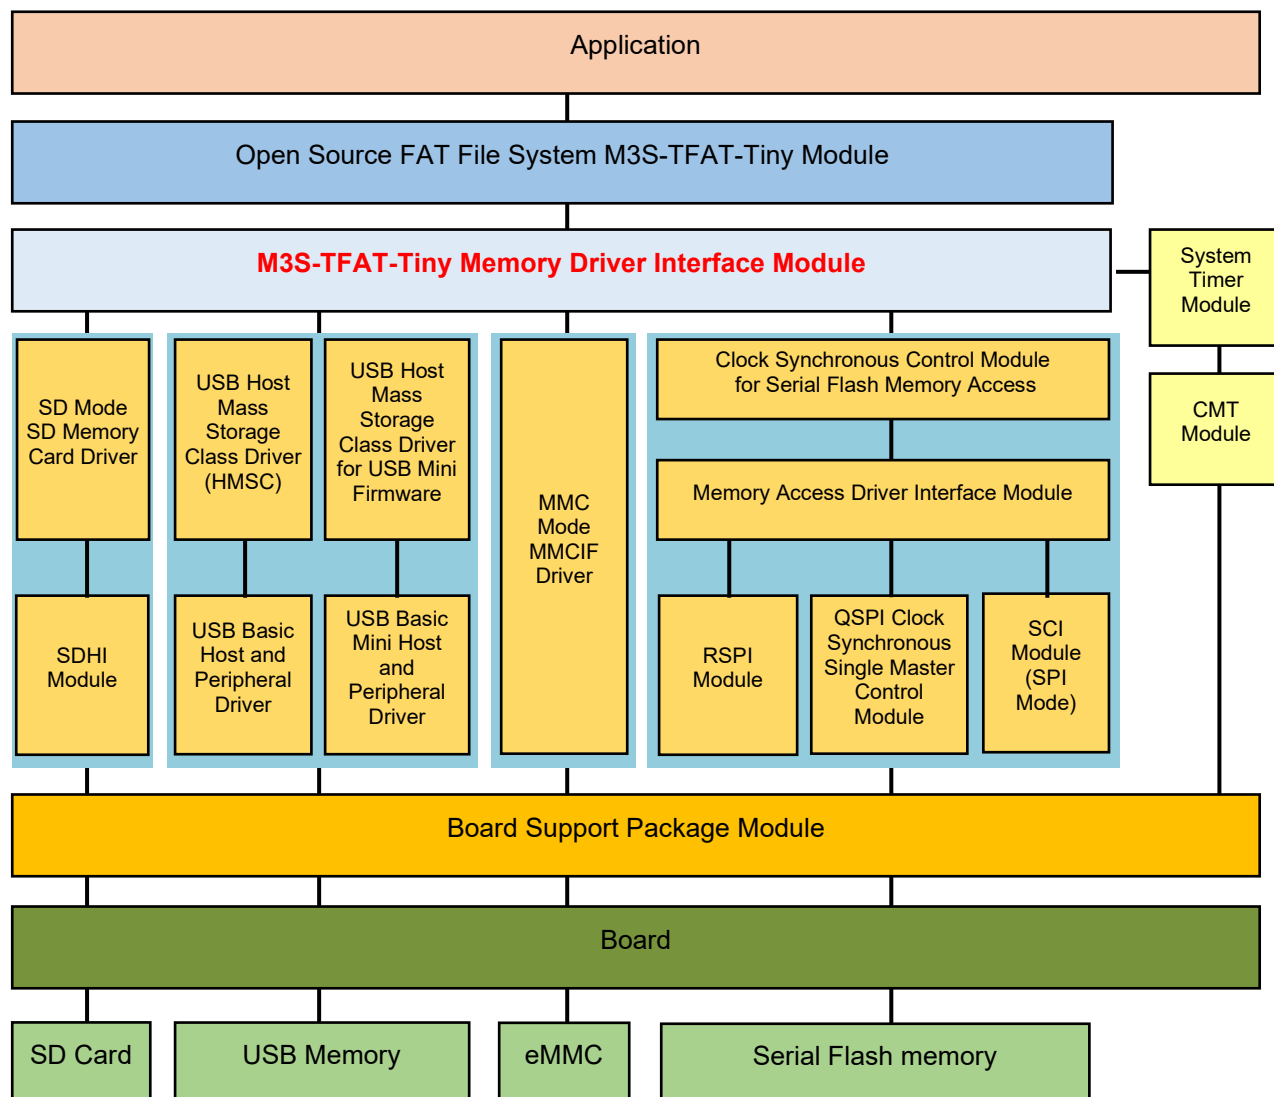 Application
Open Source FAT File System M3S-TFAT-Tiny Module
M3S-TFAT-Tiny Memory Driver Interface Module
System
Timer
Module
CMT
Module
SD Mode
SD Memory
Card Driver
USB Host
Mass
Storage
Class Driver
(HMSC)
USB Host
Mass
Storage
Class Driver
for USB Mini
Firmware
MMC
Mode
MMCIF
Driver
Clock Synchronous Control Module
for Serial Flash Memory Access
Memory Access Driver Interface Module
SDHI
Module
USB Basic
Host and
Peripheral
Driver
USB Basic
Mini Host
and
Peripheral
Driver
RSPI
Module
QSPI Clock
Synchronous
Single Master
Control
Module
SCI
Module
(SPI
Mode)
Board Support Package Module
Board
SD Card
USB Memory
eMMC
Serial Flash memory